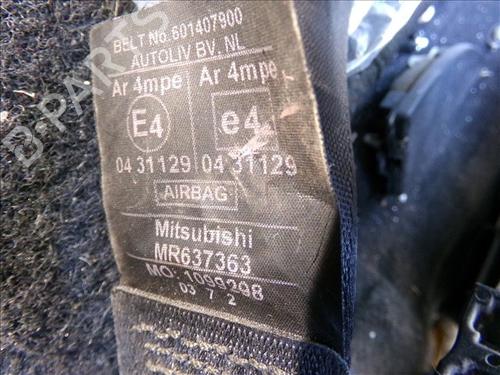 BELT No.601407900
AUTOLIV BV. NL
Ar 4mpe Ar 4mpe
E4 e4
04 31129 04 31129
AIRBAG
Mitsubishi
MR637363
MO: 1099298
03 7 2
B-PARTS